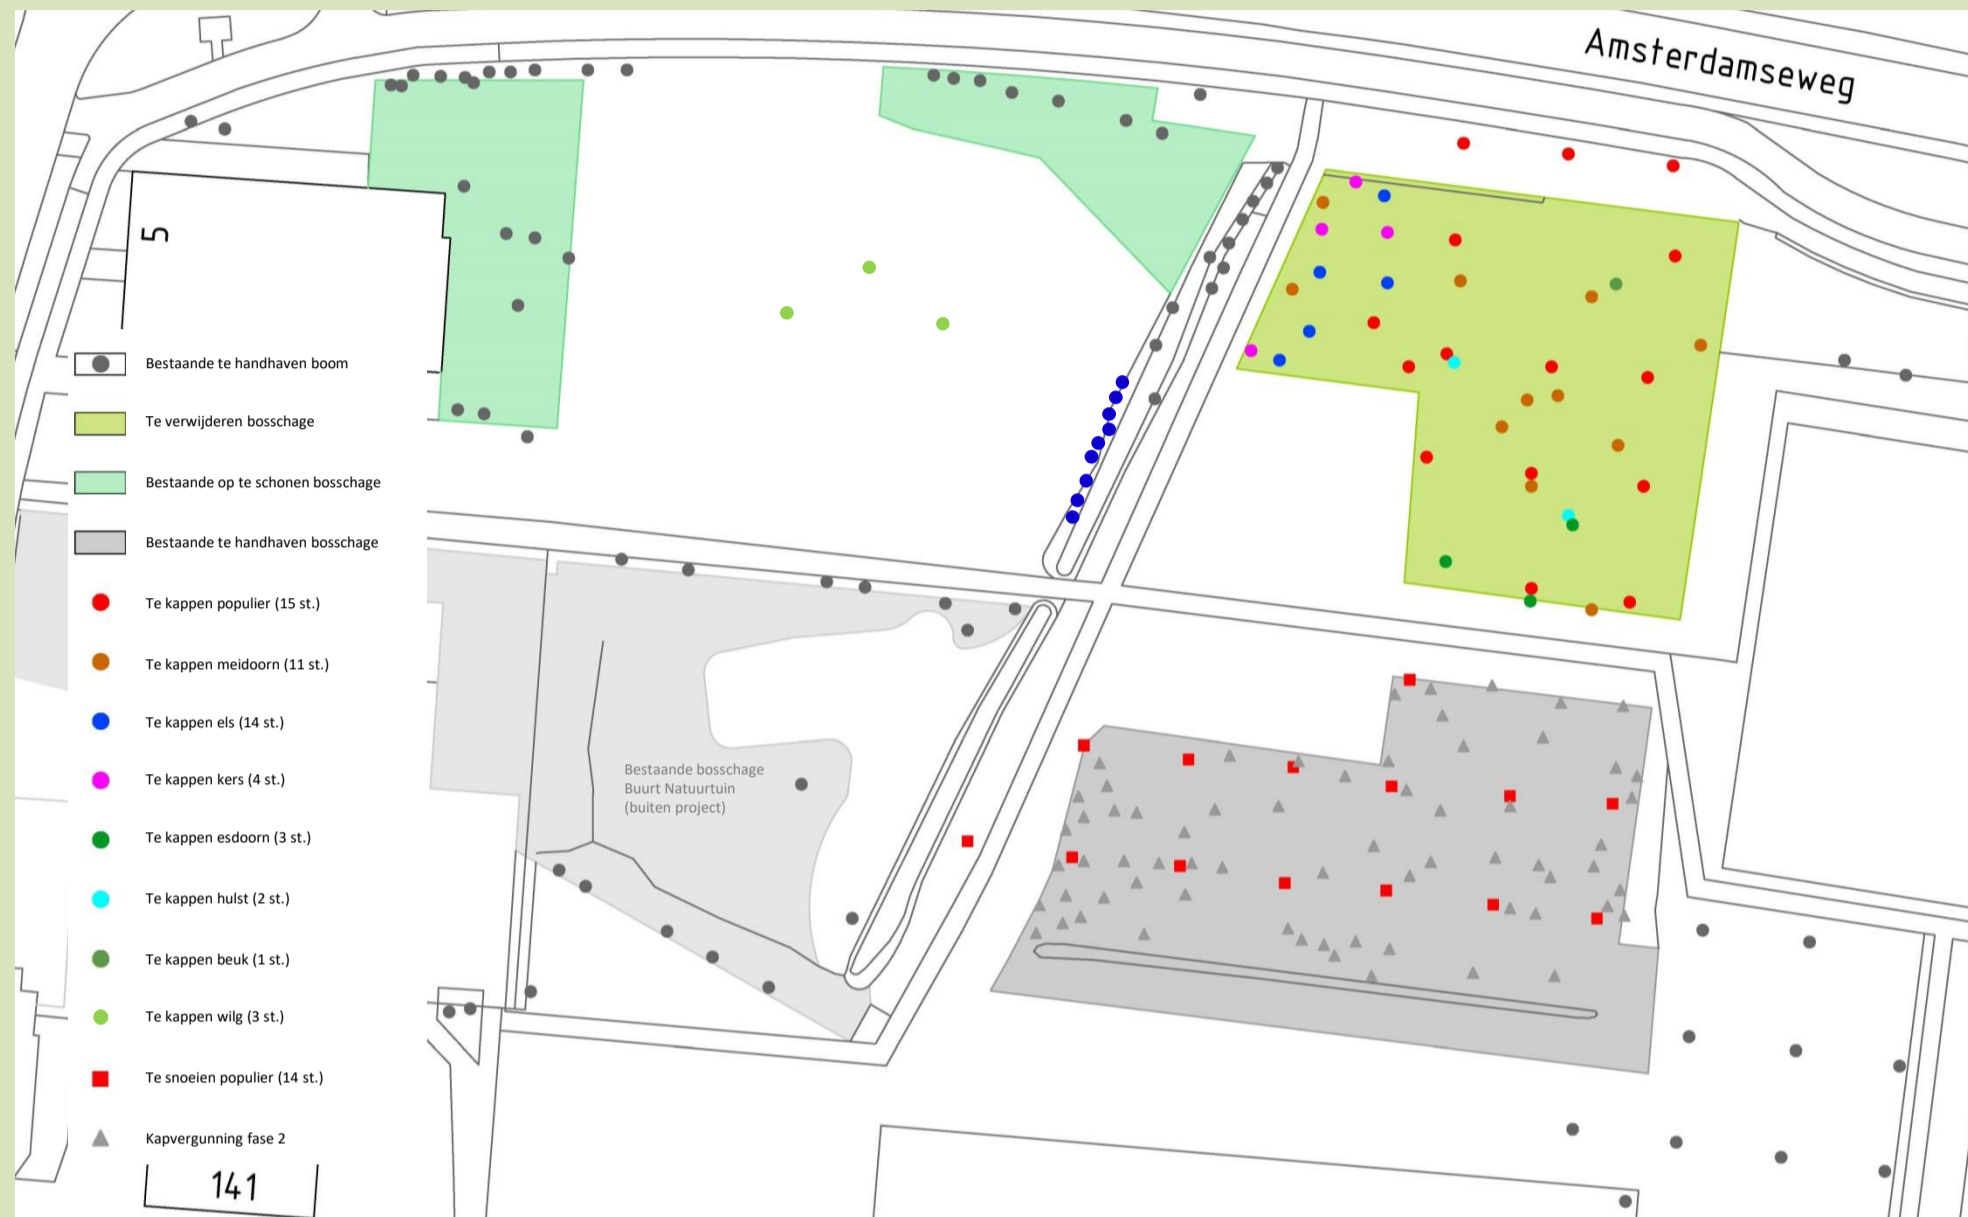 Amsterdamseweg
5
Bestaande te handhaven boom
Te verwijderen bosschage
Bestaande op te schonen bosschage
Bestaande te handhaven bosschage
Te kappen populier (15 st.)
Te kappen meidoorn (11 st.)
Te kappen els (14 st.)
Te kappen kers (4 st.)
Te kappen esdoorn (3 st.)
Te kappen hulst (2 st.)
Te kappen beuk (1 st.)
Te kappen wilg (3 st.)
Te snoeien populier (14 st.)
Kapvergunning fase 2
141
Bestaande bosschage
Buurt Natuurtuin
(buiten project)